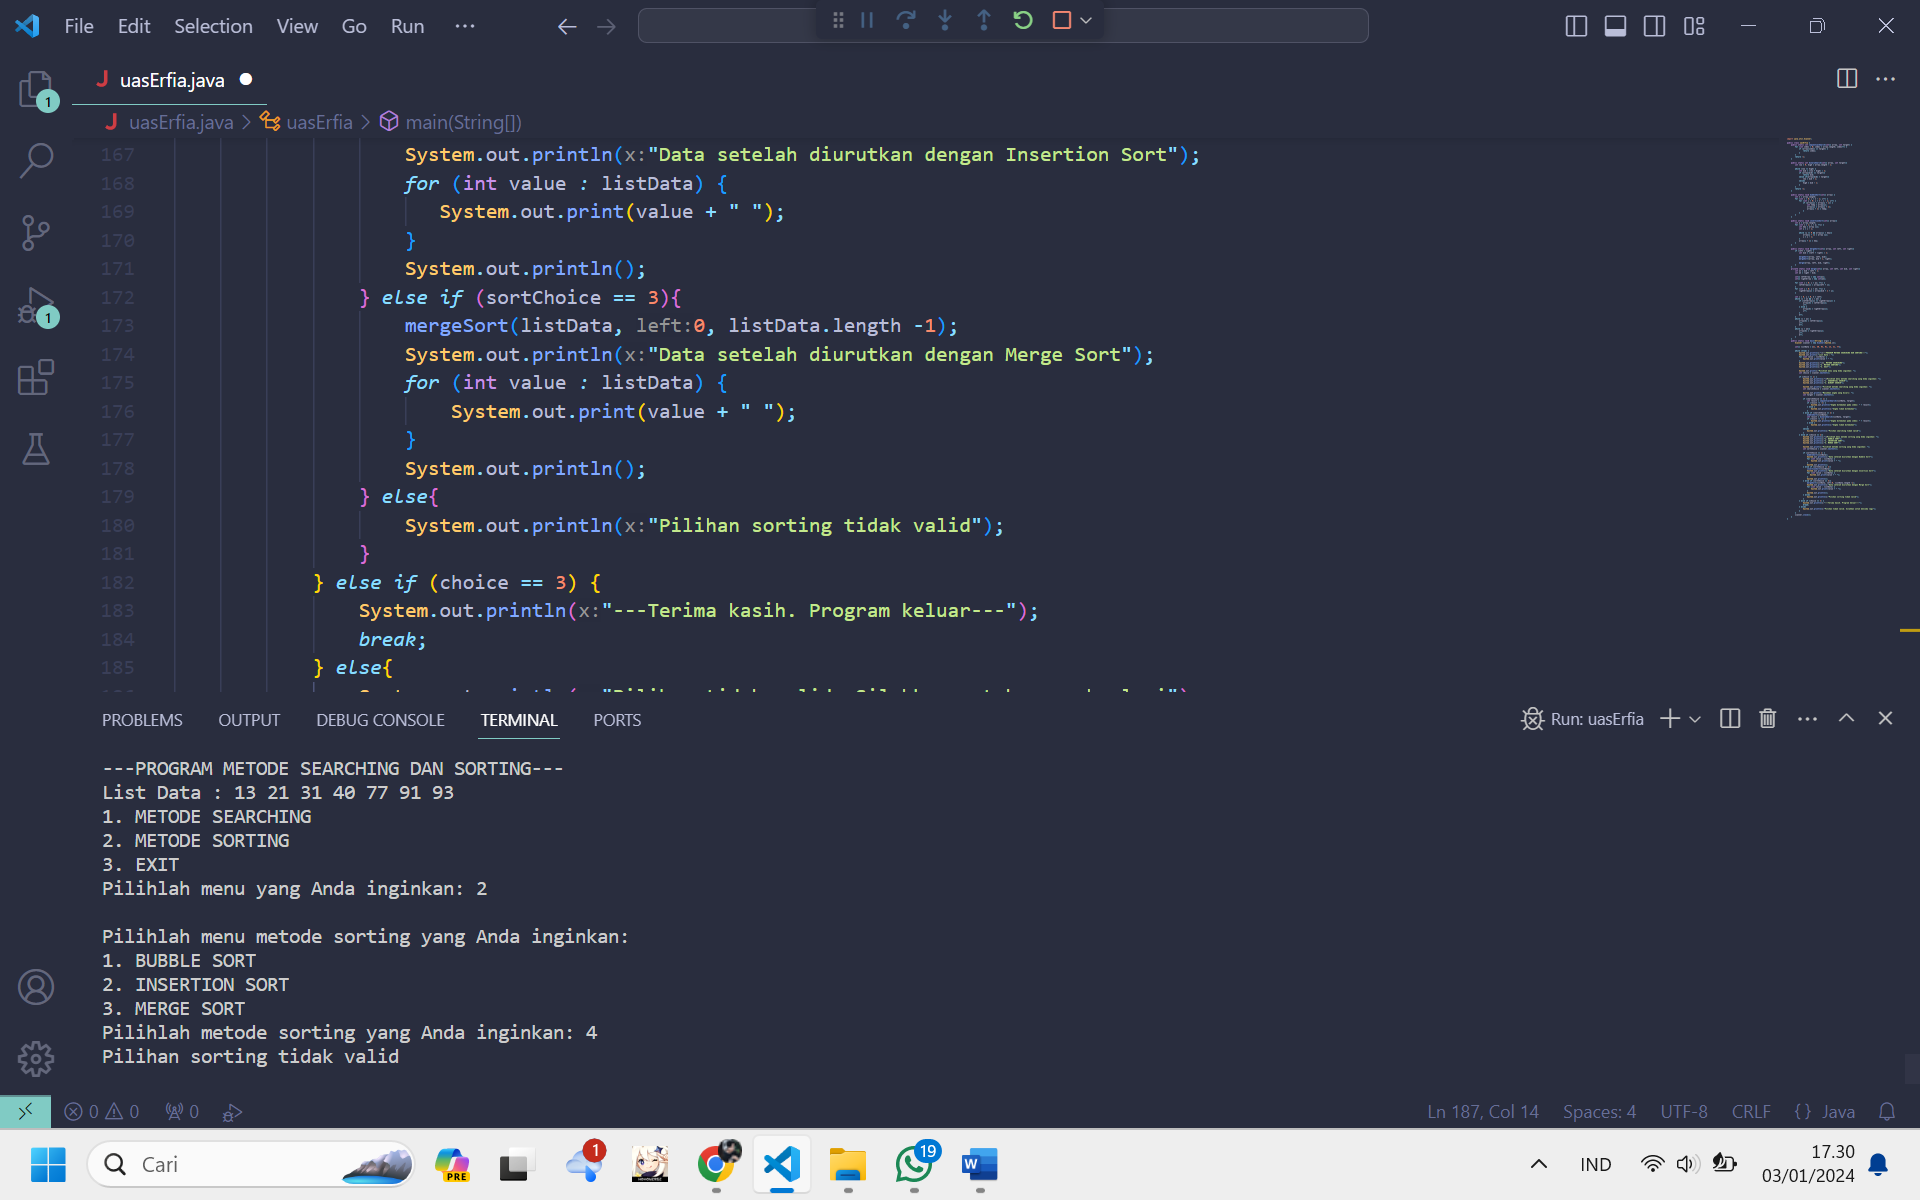 File Edit Selection View Go Run ···
uasErfia.java
uasErfia.java > uasErfia > main(String[])
167 System.out.println(x:"Data setelah diurutkan dengan Insertion Sort");
168 for (int value : listData) {
169 System.out.print(value + " ");
170 }
171 System.out.println();
172 } else if (sortChoice == 3){
173 mergeSort(listData, left:0, listData.length -1);
174 System.out.println(x:"Data setelah diurutkan dengan Merge Sort");
175 for (int value : listData) {
176 System.out.print(value + " ");
177 }
178 System.out.println();
179 } else{
180 System.out.println(x:"Pilihan sorting tidak valid");
181 }
182 } else if (choice == 3) {
183 System.out.println(x:"---Terima kasih. Program keluar---");
184 break;
185 } else{
PROBLEMS OUTPUT DEBUG CONSOLE TERMINAL PORTS
Run: uasErfia
---PROGRAM METODE SEARCHING DAN SORTING---
List Data : 13 21 31 40 77 91 93
1. METODE SEARCHING
2. METODE SORTING
3. EXIT
Pilihlah menu yang Anda inginkan: 2
Pilihlah menu metode sorting yang Anda inginkan:
1. BUBBLE SORT
2. INSERTION SORT
3. MERGE SORT
Pilihlah metode sorting yang Anda inginkan: 4
Pilihan sorting tidak valid
1
1
0 0 0
Ln 187, Col 14 Spaces: 4 UTF-8 CRLF {} Java
Cari
PRE
1
19
W
IND
17.30
03/01/2024